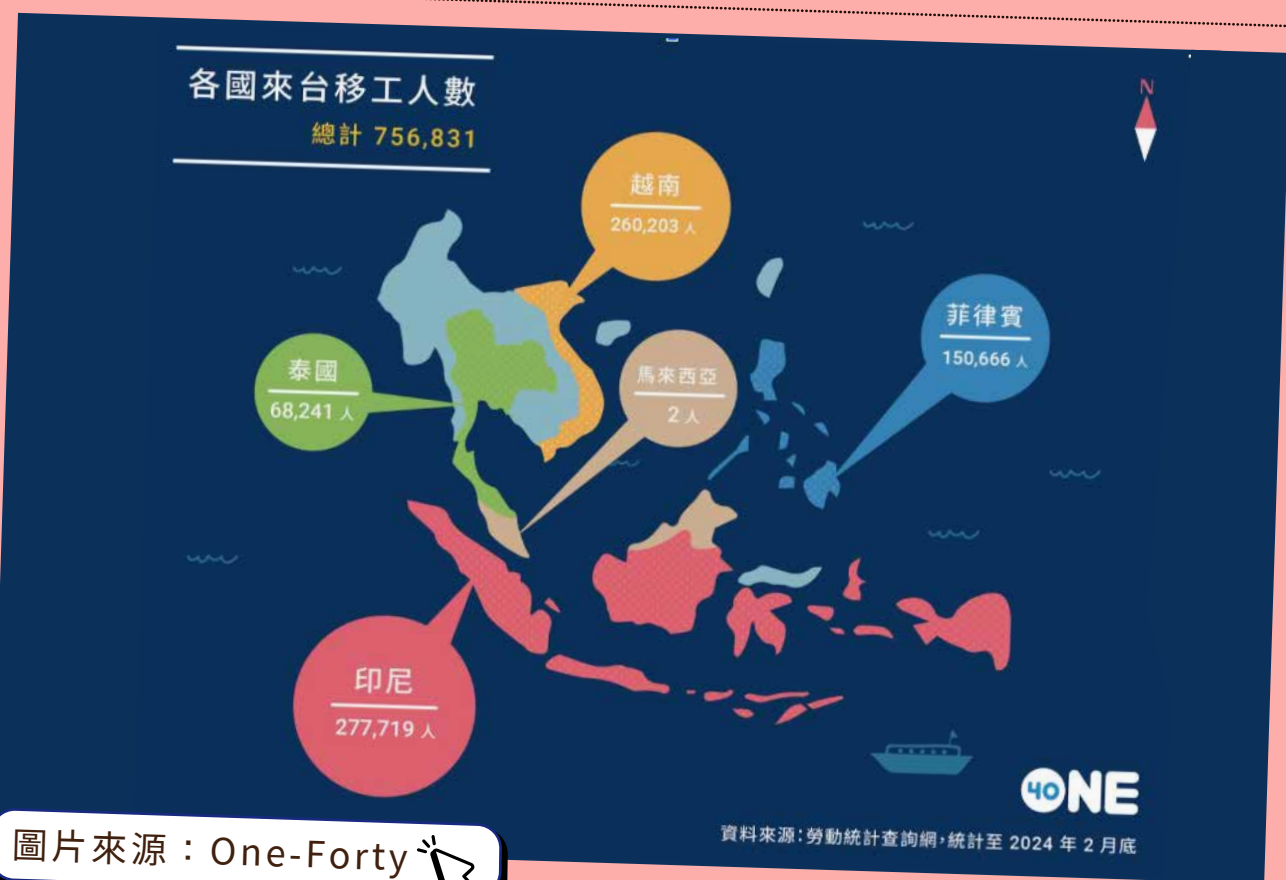 各國來台移工人數
總計 756,831
N
越南
260,203 人
菲律賓
150,666 人
泰國
68,241 人
馬來西亞
2 人
印尼
277,719 人
40NE
資料來源:勞動統計查詢網,統計至 2024 年 2 月底
圖片來源：One-Forty